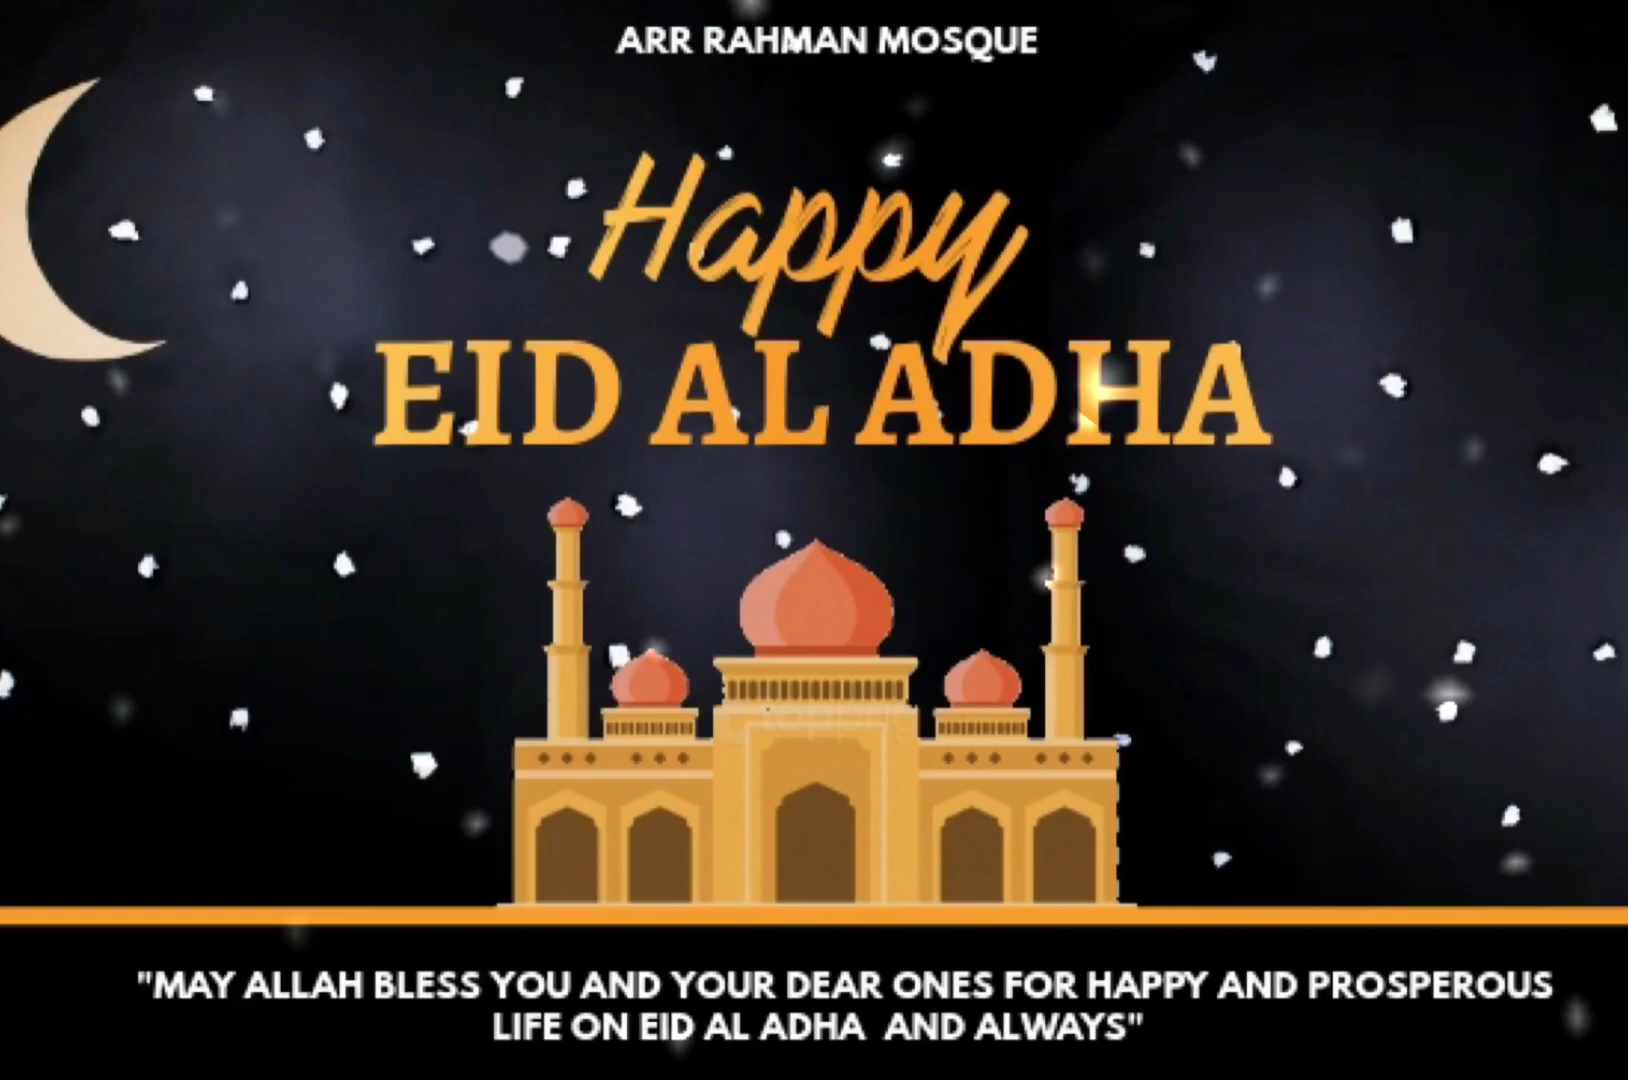 ARR RAHMAN MOSQUE
Happy
EID AL ADHA
"MAY ALLAH BLESS YOU AND YOUR DEAR ONES FOR HAPPY AND PROSPEROUS
LIFE ON EID AL ADHA AND ALWAYS"